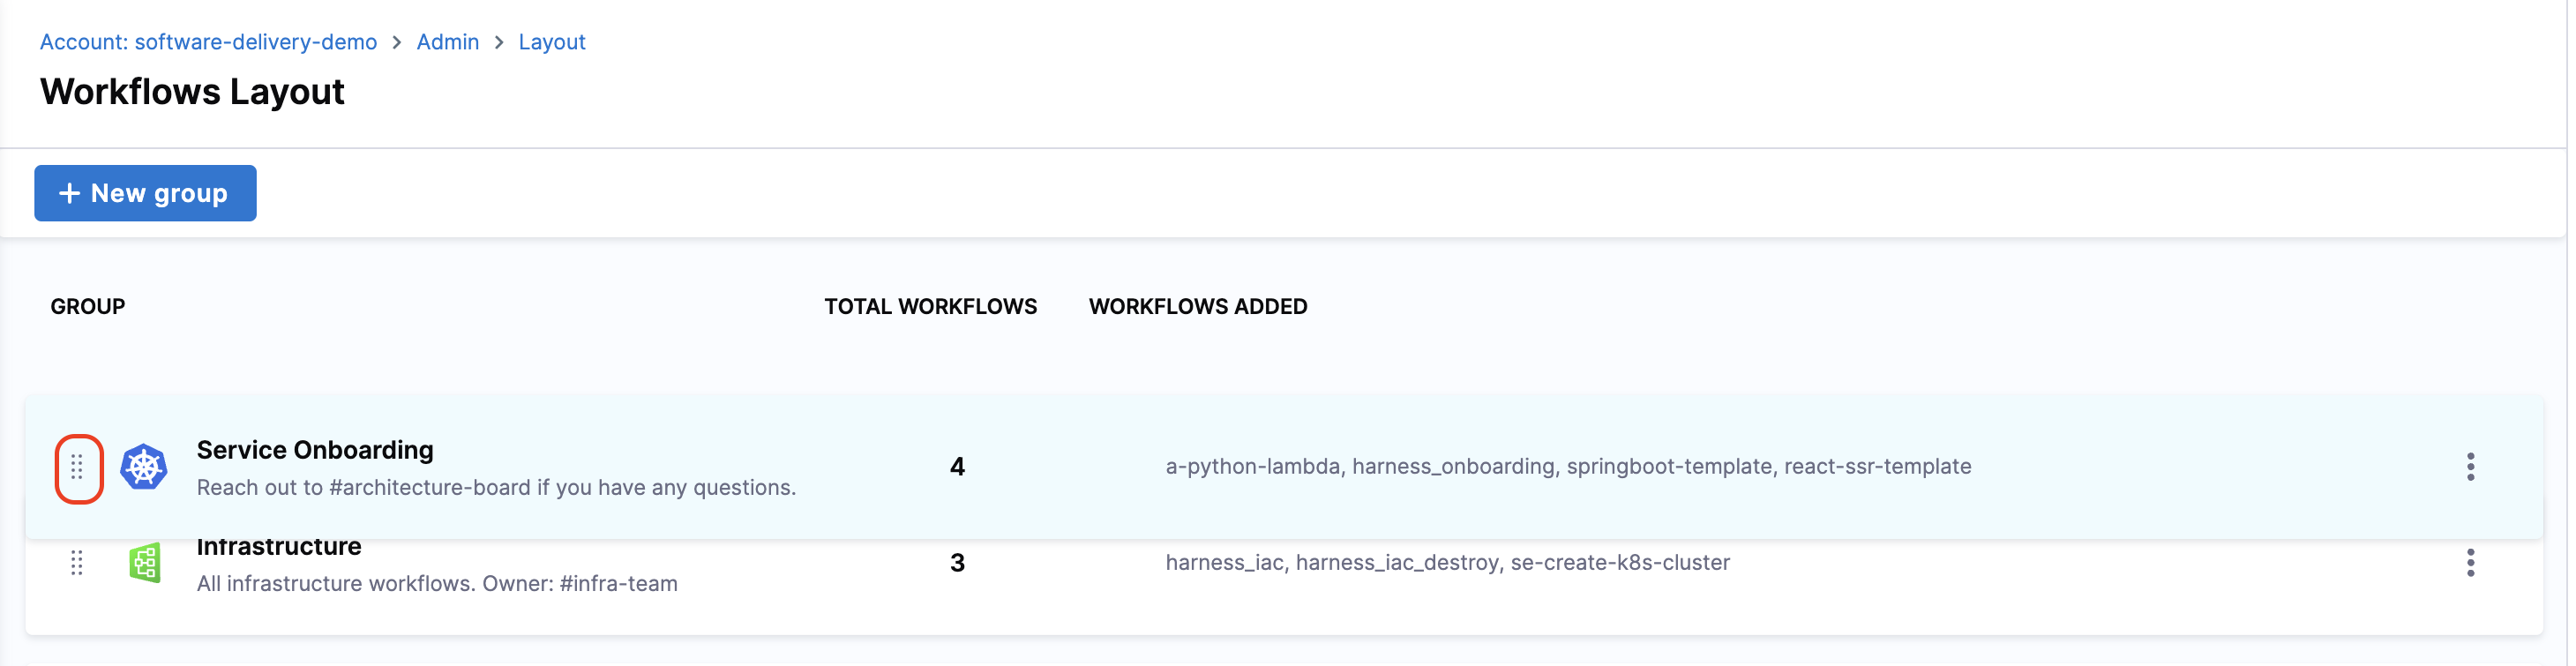 Account: software-delivery-demo > Admin > Layout
Workflows Layout
+ New group
GROUP TOTAL WORKFLOWS WORKFLOWS ADDED
Service Onboarding
Reach out to #architecture-board if you have any questions.
4
a-python-lambda, harness_onboarding, springboot-template, react-ssr-template
Infrastructure
All infrastructure workflows. Owner: #infra-team
3
harness_iac, harness_iac_destroy, se-create-k8s-cluster